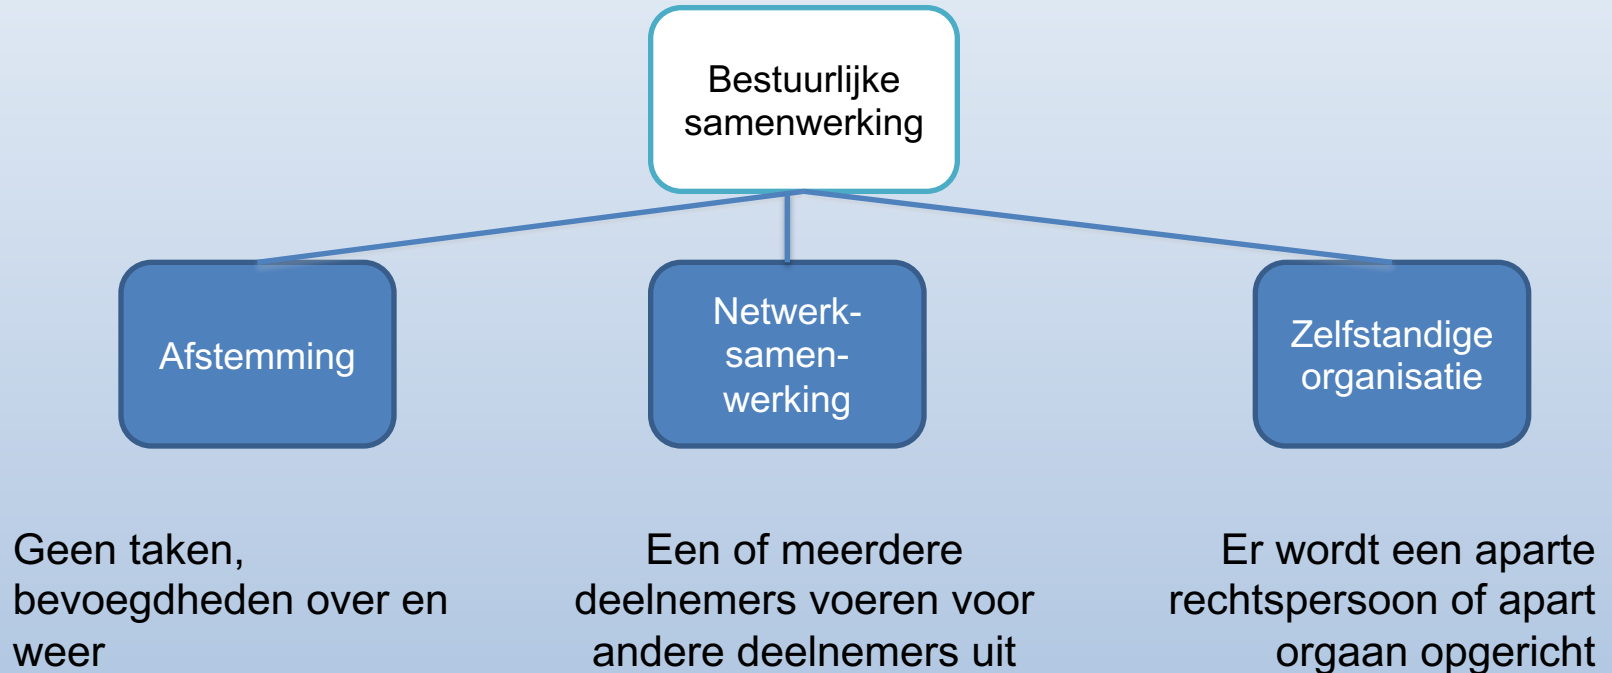 Bestuurlijke
samenwerking
Afstemming
Netwerk-
samen-
werking
Zelfstandige
organisatie
Geen taken,
bevoegdheden over en
weer
Een of meerdere
deelnemers voeren voor
andere deelnemers uit
Er wordt een aparte
rechtspersoon of apart
orgaan opgericht